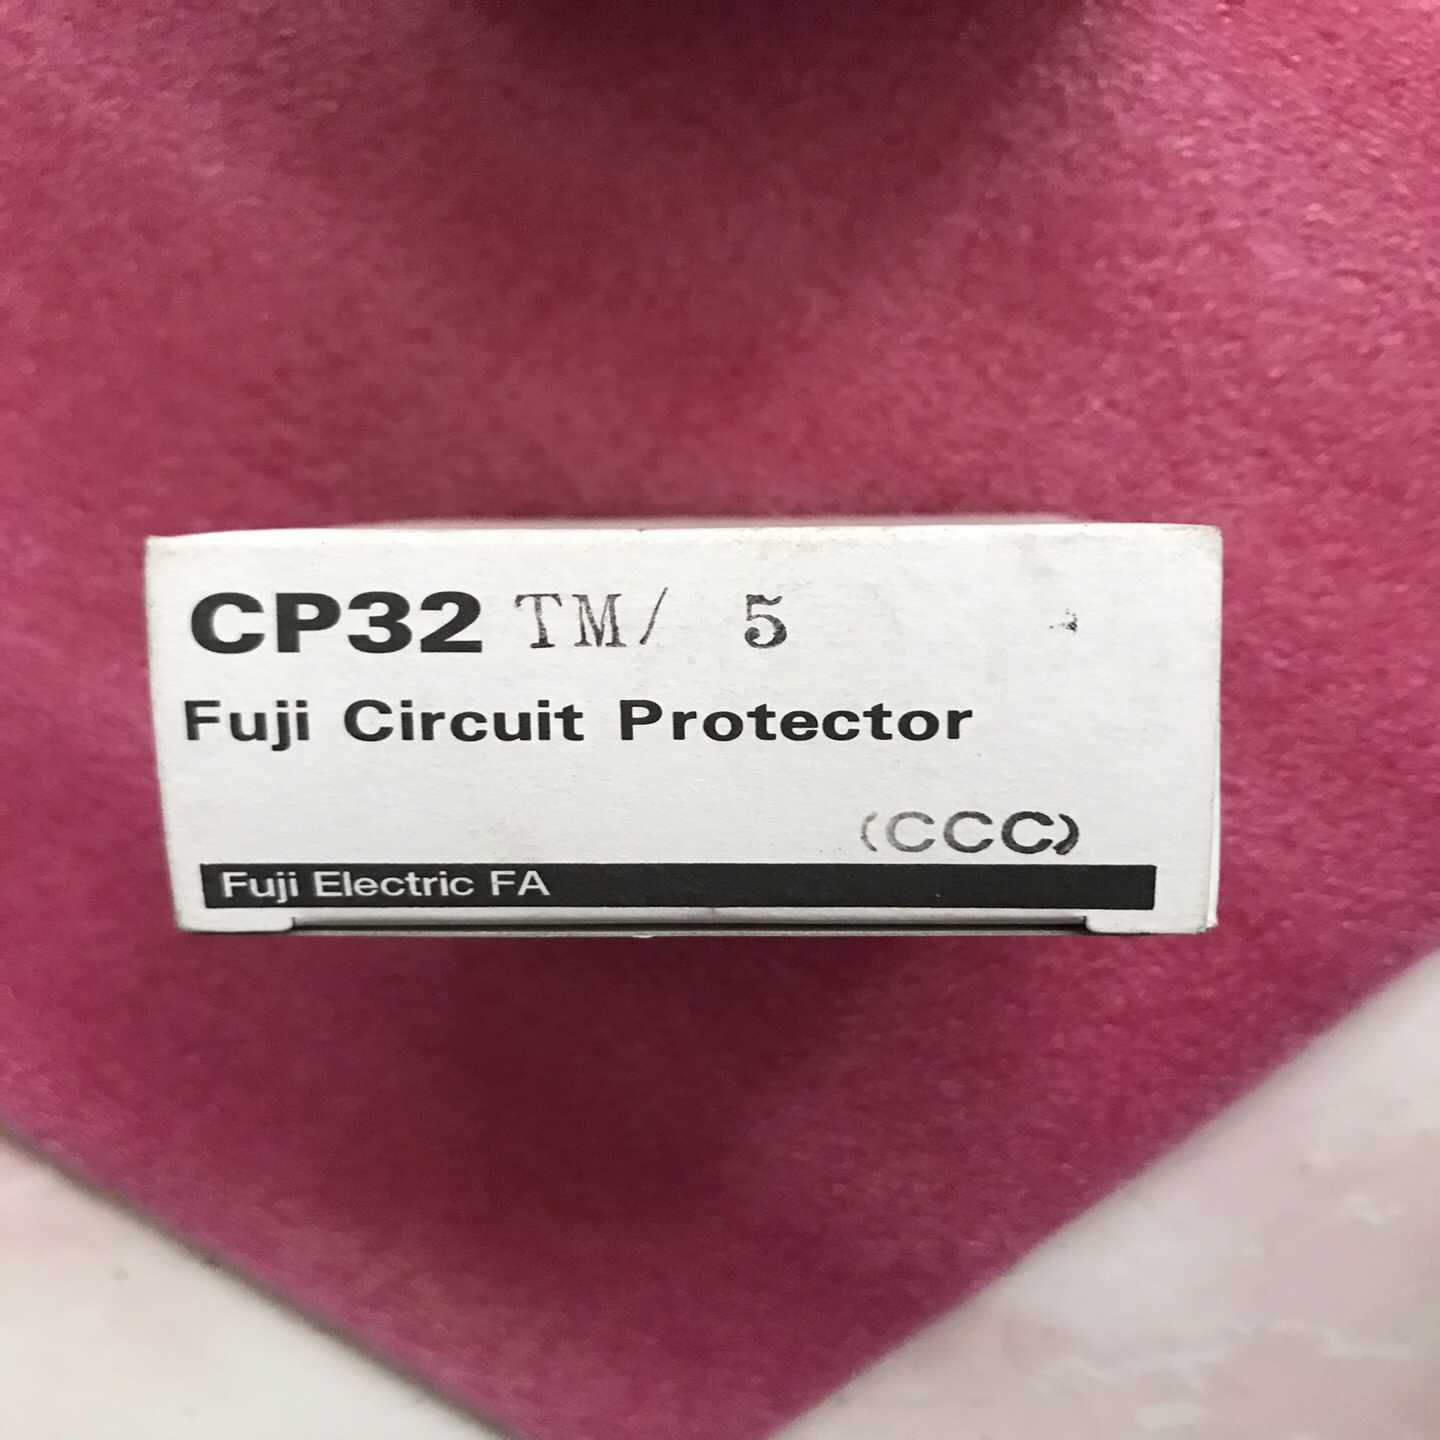 CP32 TM/ 5
Fuji Circuit Protector
(CCC)
Fuji Electric FA